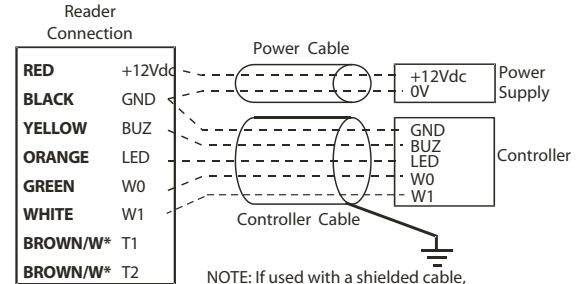 Reader
Connection
Power Cable
RED +12Vdc
BLACK GND
YELLOW BUZ
ORANGE LED
GREEN W0
WHITE W1
BROWN/W* T1
BROWN/W* T2
+12Vdc
0V
Power
Supply
GND
BUZ
LED
W0
W1
Controller
Controller Cable
NOTE: If used with a shielded cable,